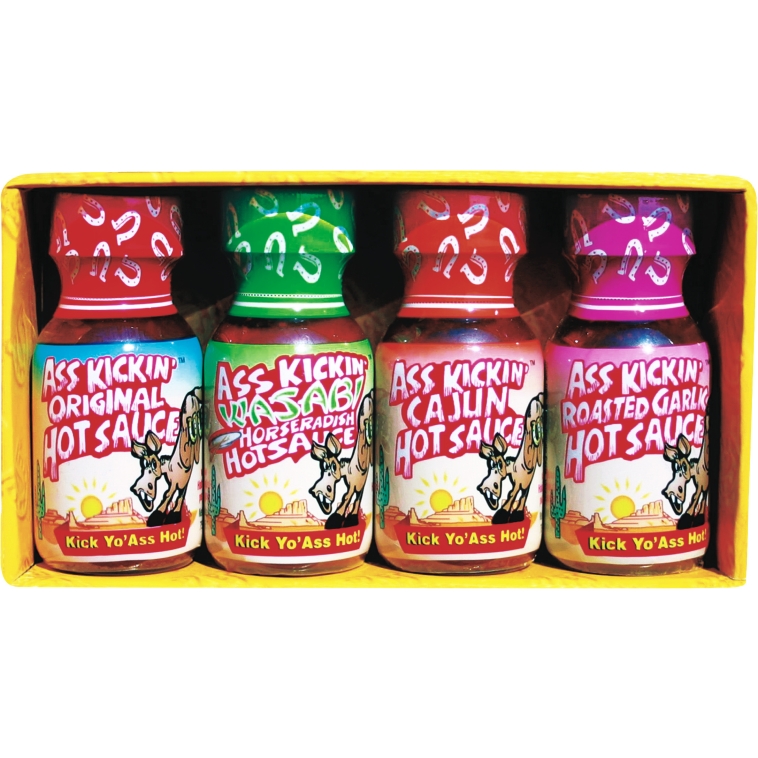 ASS KICKIN'™
ORIGINAL
HOT SAUCE
Kick Yo'Ass Hot!
ASS KICKIN'
WASABI
HORSERADISH
HOT SAUCE
Kick Yo'Ass Hot!
ASS KICKIN'™
CAJUN
HOT SAUCE
Kick Yo'Ass Hot!
ASS KICKIN'
ROASTED GARLIC
HOT SAUCE
Kick Yo'Ass Hot!